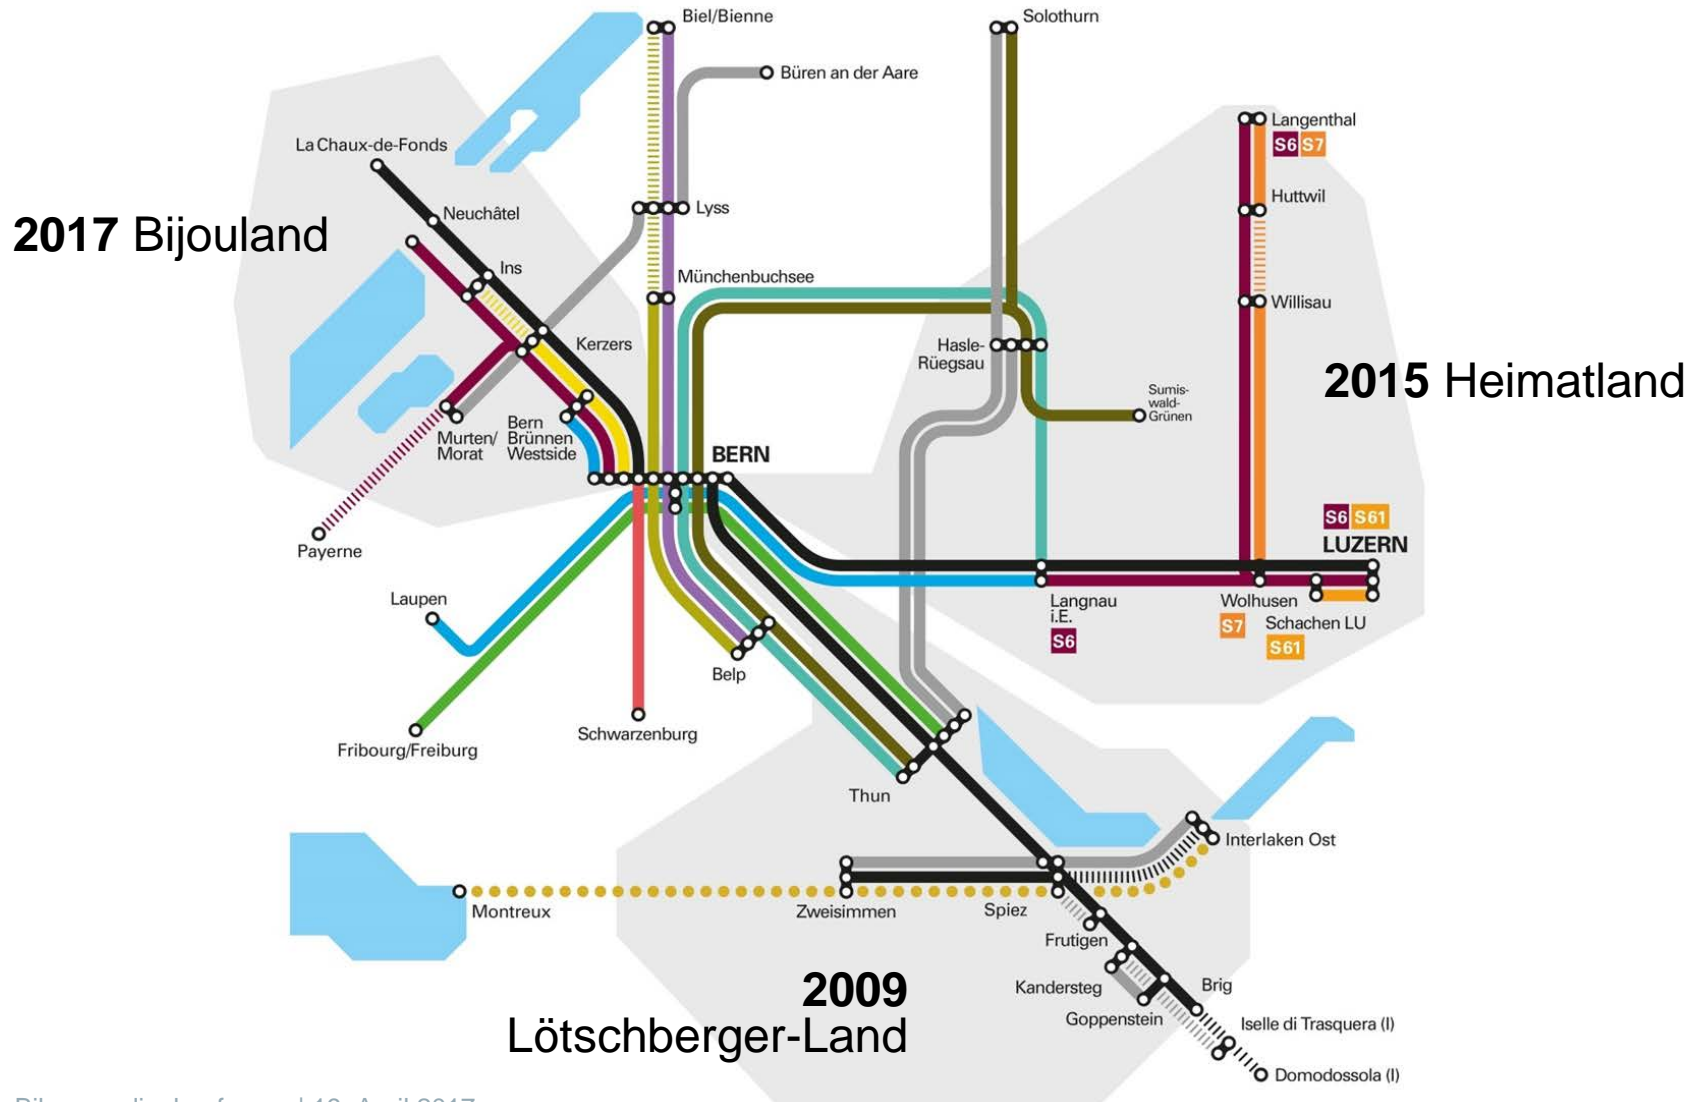 Biel/Bienne
Solothurn
Büren an der Aare
Langenthal
S6 S7
La Chaux-de-Fonds
Huttwil
Lyss
Neuchâtel
2017 Bijouland
Ins
Münchenbuchsee
Willisau
Kerzers
Hasle-
Rüegsau
2015 Heimatland
Sumis-
wald-
Grünen
Murten/
Morat
Bern
Brünnen
Westside
BERN
S6 S61
LUZERN
Payerne
Laupen
Langnau
i.E.
S6
Wolhusen
S7
Schachen LU
S61
Belp
Schwarzenburg
Fribourg/Freiburg
Thun
Interlaken Ost
Montreux
Zweisimmen
Spiez
Frutigen
2009
Lötschberger-Land
Kandersteg
Brig
Goppenstein
Iselle di Trasquera (I)
Domodossola (I)
April 2017